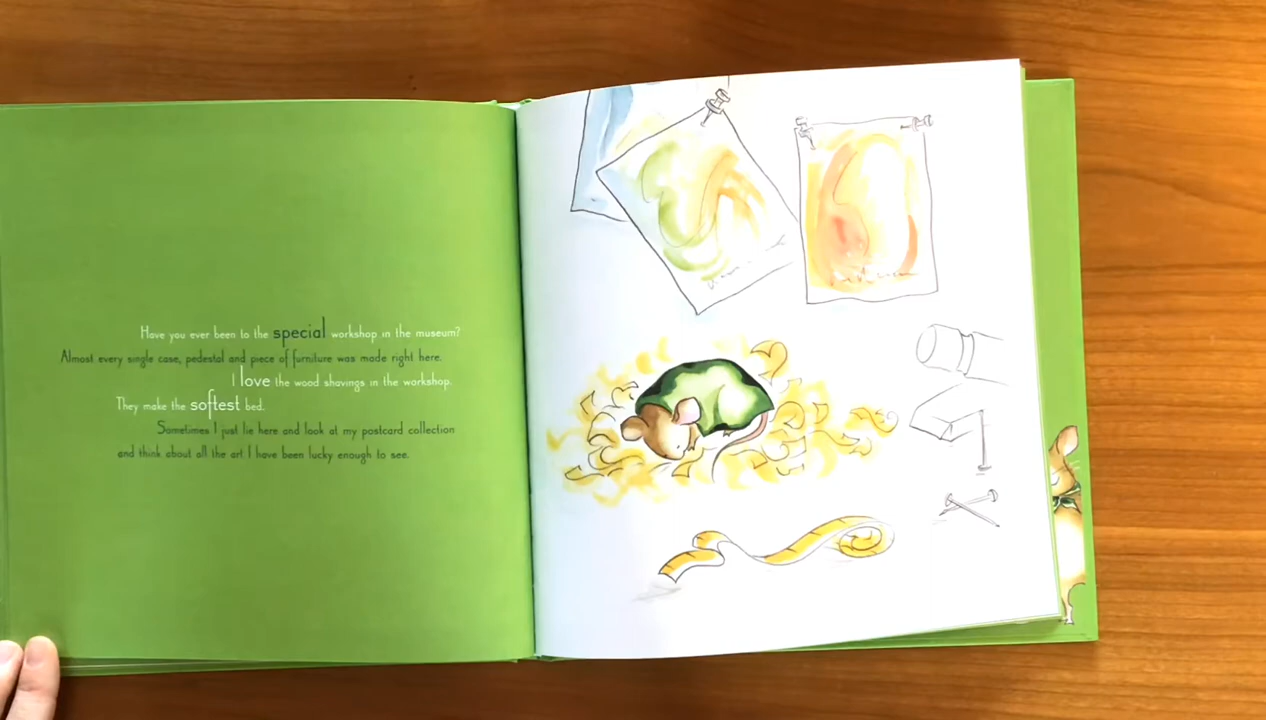 Have you ever been to the special workshop in the museum?
Almost every single case, pedestal and piece of furniture was made right here.
I love the wood shavings in the workshop.
They make the softest bed.
Sometimes I just lie here and look at my postcard collection
and think about all the art I have been lucky enough to see.